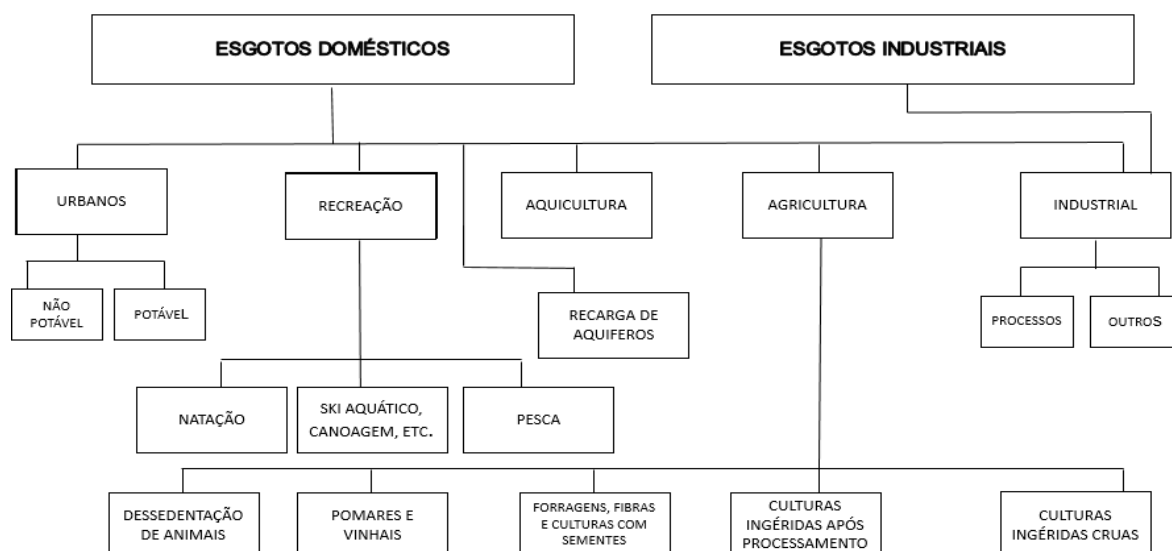 ESGOTOS DOMÉSTICOS
ESGOTOS INDUSTRIAIS
URBANOS
RECREAÇÃO
AQUICULTURA
AGRICULTURA
INDUSTRIAL
NÃO
POTÁVEL
POTÁVEL
RECARGA DE
AQUIFEROS
PROCESSOS
OUTROS
NATAÇÃO
SKI AQUÁTICO,
CANOAGEM, ETC.
PESCA
DESSEDENTAÇÃO
DE ANIMAIS
POMARES E
VINHAIS
FORRAGENS, FIBRAS
E CULTURAS COM
SEMENTES
CULTURAS
INGÉRIDAS APÓS
PROCESSAMENTO
CULTURAS
INGÉRIDAS CRUAS